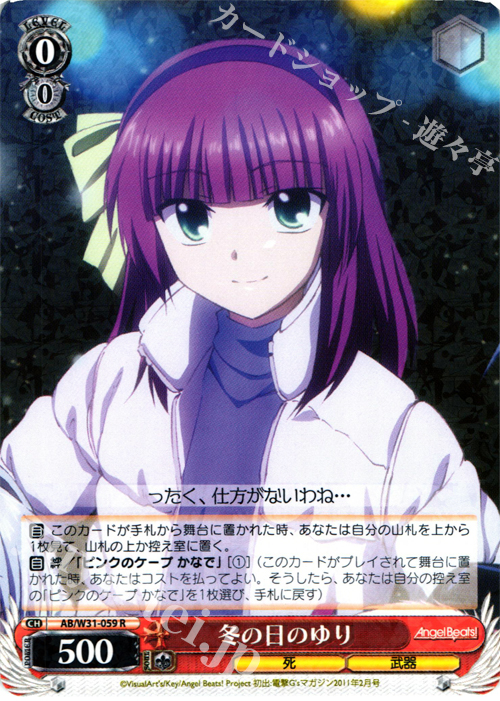 LEVEL
0
0
COST
カードショップ - 遊々亭
ったく、仕方がないわね…
自 このカードが手札から舞台に置かれた時、あなたは自分の山札を上から
1枚見て、山札の上か控え室に置く。
自 絆／「ピンクのケープ かなで」 [①] （このカードがプレイされて舞台に置
かれた時、あなたはコストを払ってよい。そうしたら、あなたは自分の控え室
の「ピンクのケープ かなで」を1枚選び、手札に戻す）
CH AB/W31-059 R
冬の日のゆり
Angel Beats!
POWER
500
SOUL
死
武器
©VisualArt's/Key/Angel Beats! Project 初出:電撃G'sマガジン2011年2月号